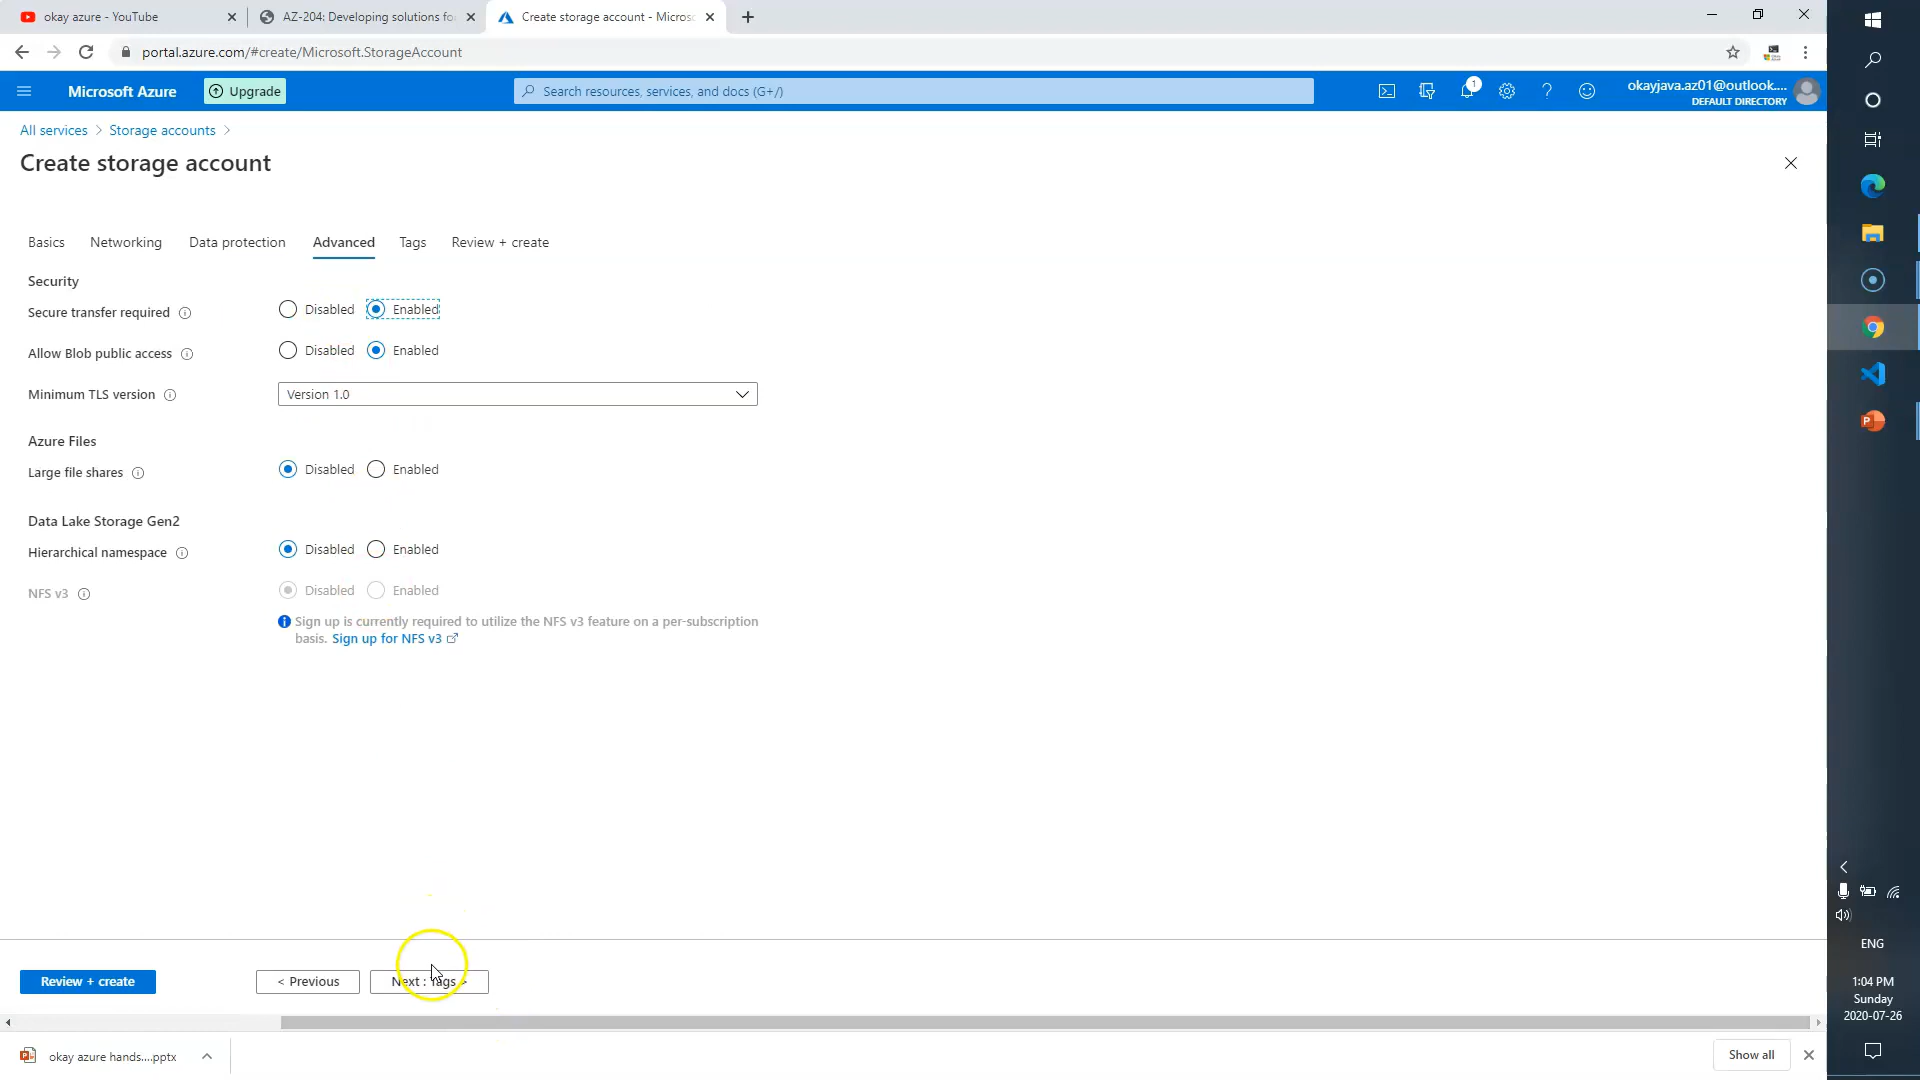 okay azure - YouTube
AZ-204: Developing solutions fo
Create storage account - Micros
portal.azure.com/#create/Microsoft.StorageAccount
Microsoft Azure
Upgrade
Search resources, services, and docs (G+/)
1
okayjava.az01@outlook....
DEFAULT DIRECTORY
All services > Storage accounts >
Create storage account
Basics
Networking
Data protection
Advanced
Tags
Review + create
Security
Secure transfer required
Disabled
Enabled
Allow Blob public access
Disabled
Enabled
Minimum TLS version
Version 1.0
Azure Files
Large file shares
Disabled
Enabled
Data Lake Storage Gen2
Hierarchical namespace
Disabled
Enabled
NFS v3
Disabled
Enabled
Sign up is currently required to utilize the NFS v3 feature on a per-subscription
basis. Sign up for NFS v3
Review + create
< Previous
Next : Tags >
okay azure hands....pptx
Show all
ENG
1:04 PM
Sunday
2020-07-26